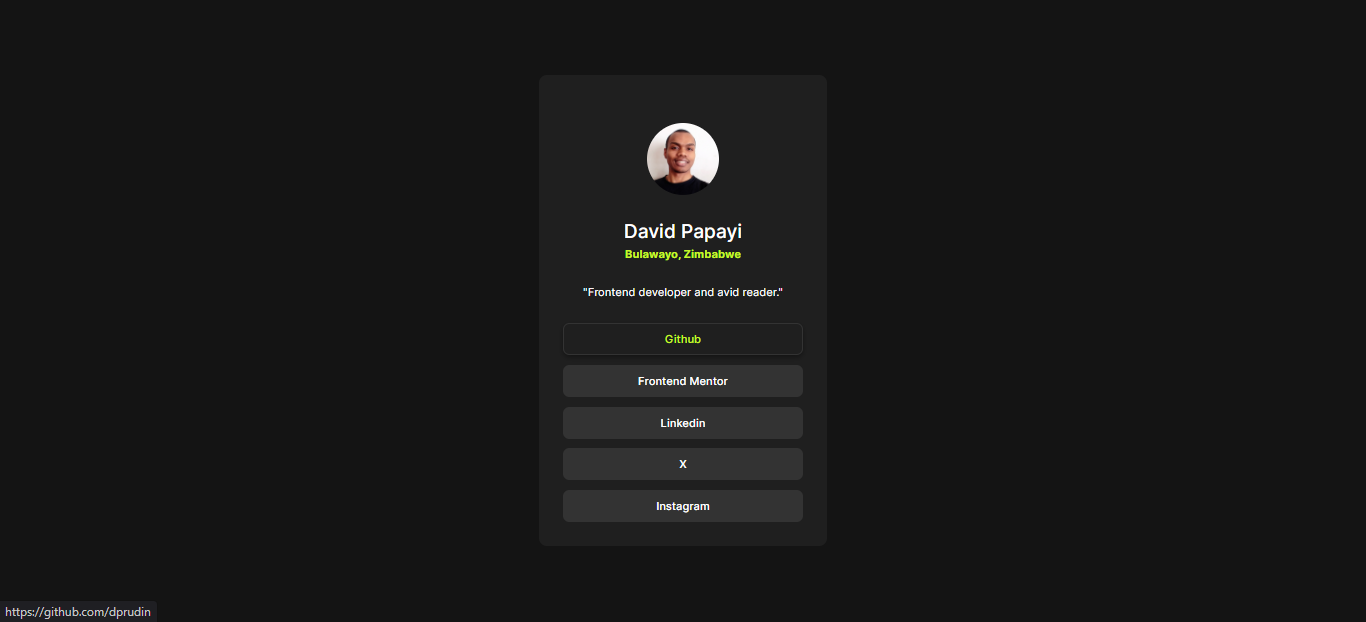 David Papayi
Bulawayo, Zimbabwe
"Frontend developer and avid reader."
Github
Frontend Mentor
Linkedin
X
Instagram
https://github.com/dprudin